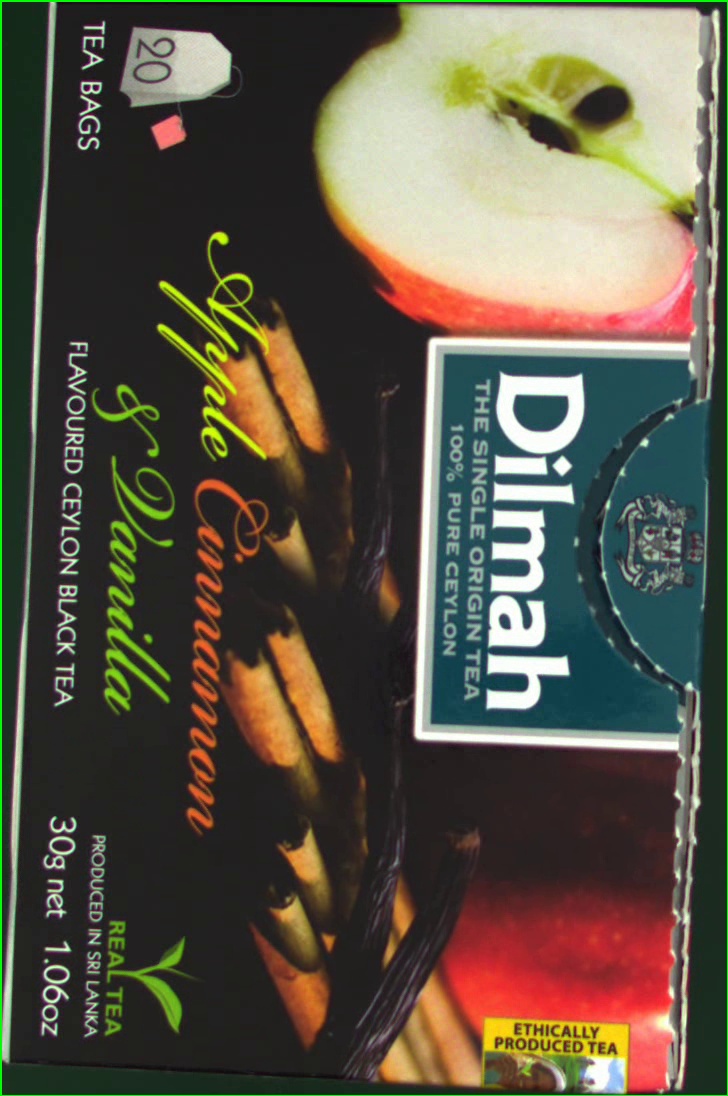 Dilmah
THE SINGLE ORIGIN TEA
100% PURE CEYLON
Apple Cinnamon
& Vanilla
FLAVOURED CEYLON BLACK TEA
20
TEA BAGS
REAL TEA
PRODUCED IN SRI LANKA
30g net 1.06oz
ETHICALLY
PRODUCED TEA